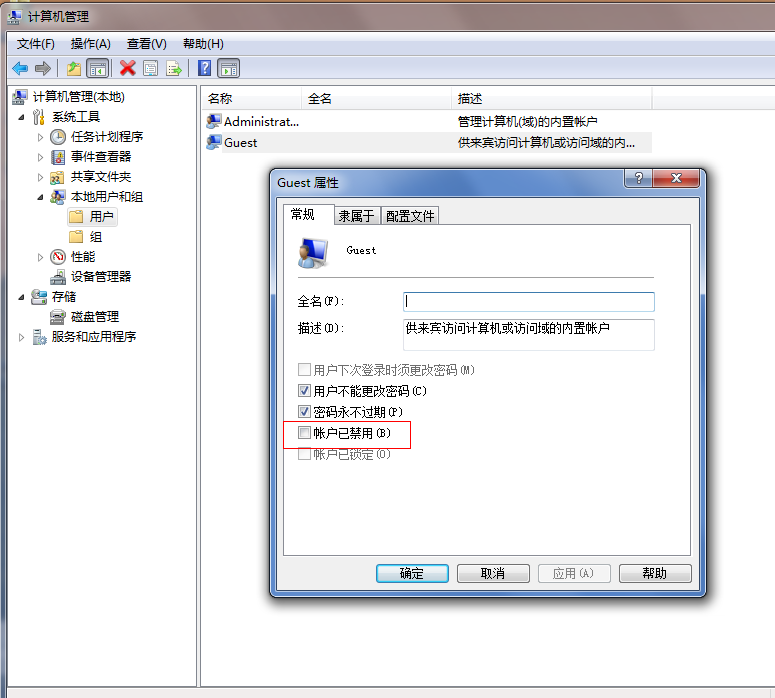 计算机管理
文件(F) 操作(A) 查看(V) 帮助(H)
计算机管理(本地)
系统工具
任务计划程序
事件查看器
共享文件夹
本地用户和组
用户
组
性能
设备管理器
存储
磁盘管理
服务和应用程序
名称 全名 描述
Administrat... 管理计算机(域)的内置帐户
Guest 供来宾访问计算机或访问域的内...
Guest 属性
常规 隶属于 配置文件
Guest
全名(F):
描述(D): 供来宾访问计算机或访问域的内置帐户
用户下次登录时须更改密码(M)
用户不能更改密码(C)
密码永不过期(P)
帐户已禁用(B)
帐户已锁定(O)
确定 取消 应用(A) 帮助